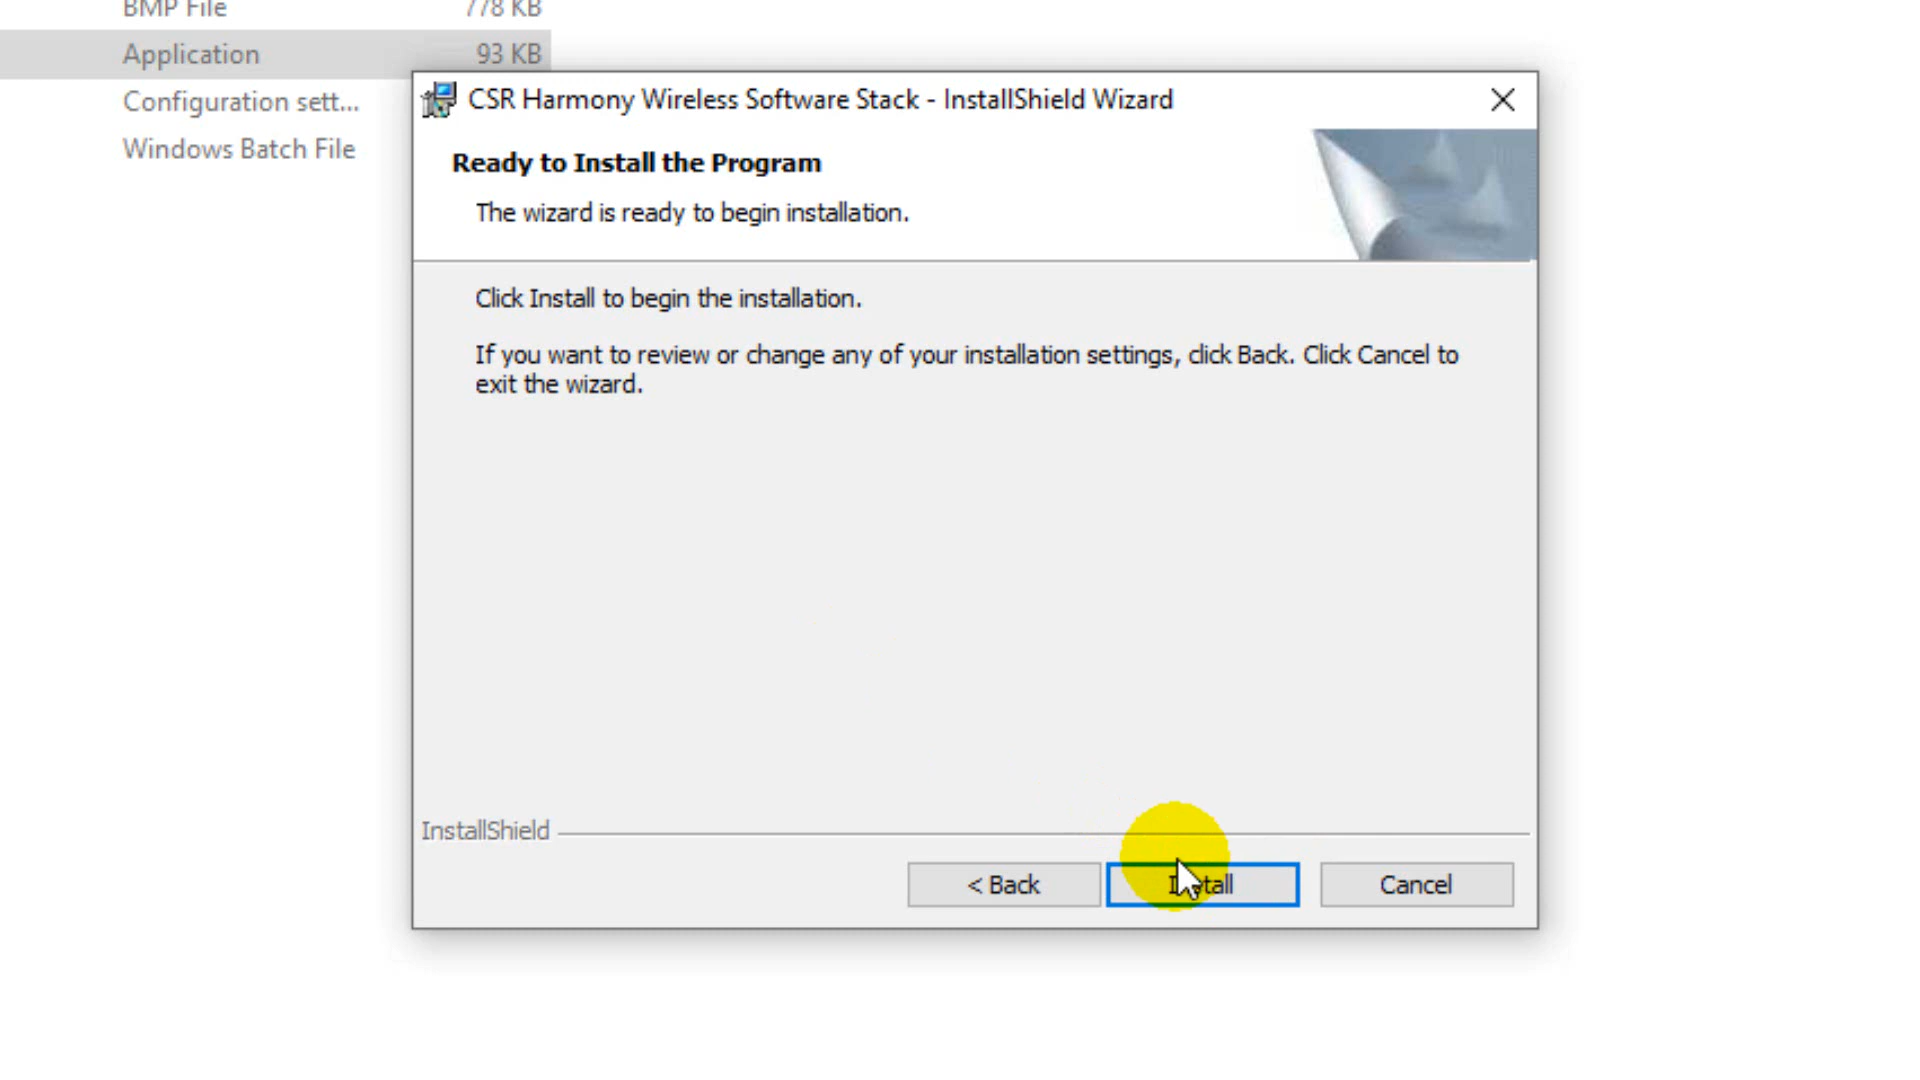 BMP File 778 KB
Application 93 KB
Configuration sett...
Windows Batch File
CSR Harmony Wireless Software Stack - InstallShield Wizard
Ready to Install the Program
The wizard is ready to begin installation.
Click Install to begin the installation.
If you want to review or change any of your installation settings, click Back. Click Cancel to
exit the wizard.
InstallShield
< Back Install Cancel